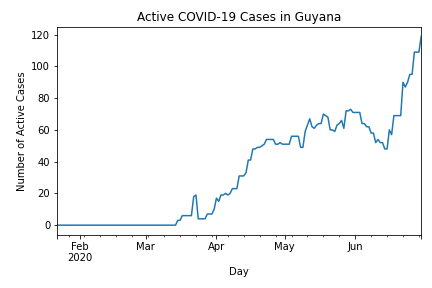 Active COVID-19 Cases in Guyana
Number of Active Cases
120
100
80
60
40
20
0
Feb
2020
Mar
Apr
May
Jun
Day